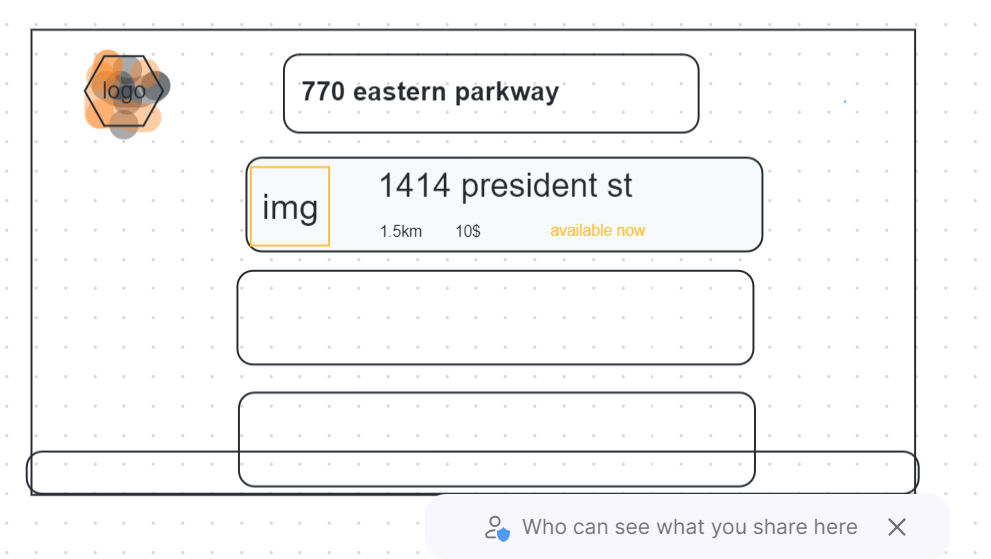 logo
770 eastern parkway
img
1414 president st
1.5km 10$ available now
Who can see what you share here